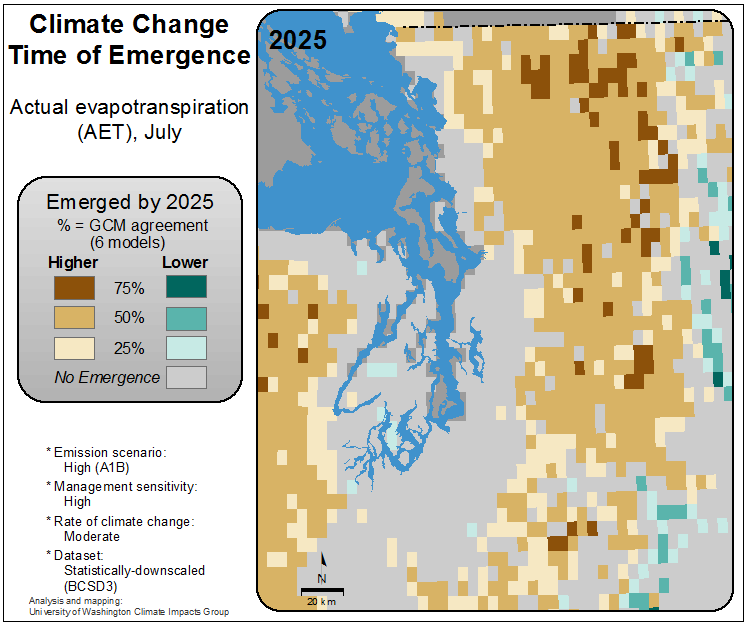 Climate Change
Time of Emergence
Actual evapotranspiration
(AET), July
Emerged by 2025
% = GCM agreement
(6 models)
Higher Lower
75%
50%
25%
No Emergence
* Emission scenario:
High (A1B)
* Management sensitivity:
High
* Rate of climate change:
Moderate
* Dataset:
Statistically-downscaled
(BCSD3)
Analysis and mapping:
University of Washington Climate Impacts Group
2025
N
20 km